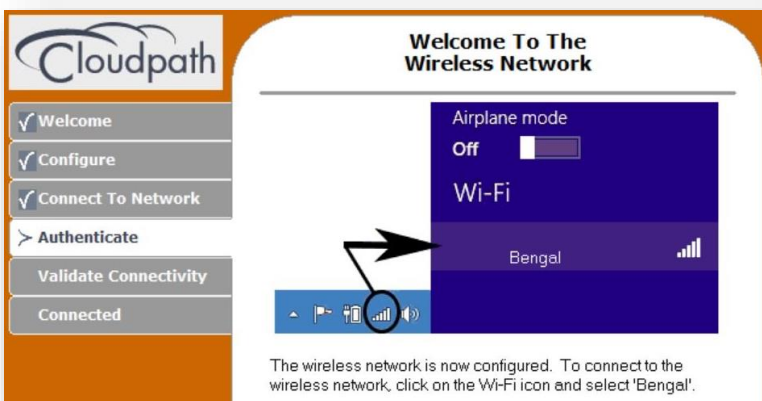 Cloudpath
Welcome To The
Wireless Network
Welcome
Configure
Connect To Network
Authenticate
Validate Connectivity
Connected
Airplane mode
Off
Wi-Fi
Bengal
The wireless network is now configured. To connect to the
wireless network, click on the Wi-Fi icon and select 'Bengal'.